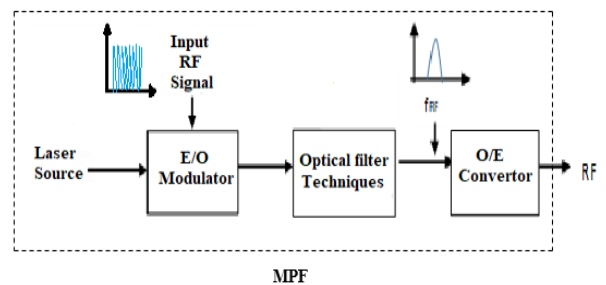 Input
RF
Signal
fRF
Laser
Source
E/O
Modulator
Optical filter
Techniques
O/E
Convertor
RF
MPF